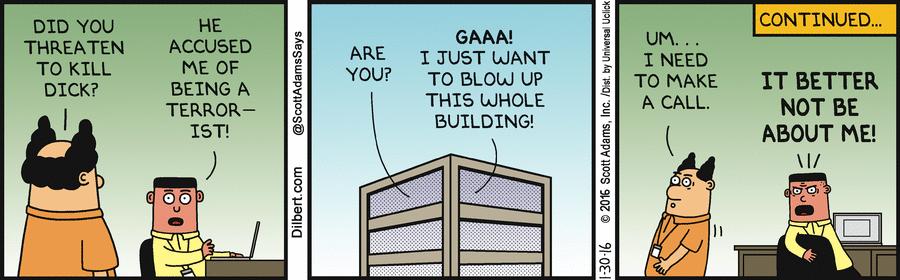 DID YOU
THREATEN
TO KILL
DICK?
HE
ACCUSED
ME OF
BEING A
TERROR—
IST!
Dilbert.com @ScottAdamsSays
ARE
YOU?
GAAA!
I JUST WANT
TO BLOW UP
THIS WHOLE
BUILDING!
1-30-16 © 2016 Scott Adams, Inc. /Dist. by Universal Uclick
UM...
I NEED
TO MAKE
A CALL.
CONTINUED...
IT BETTER
NOT BE
ABOUT ME!